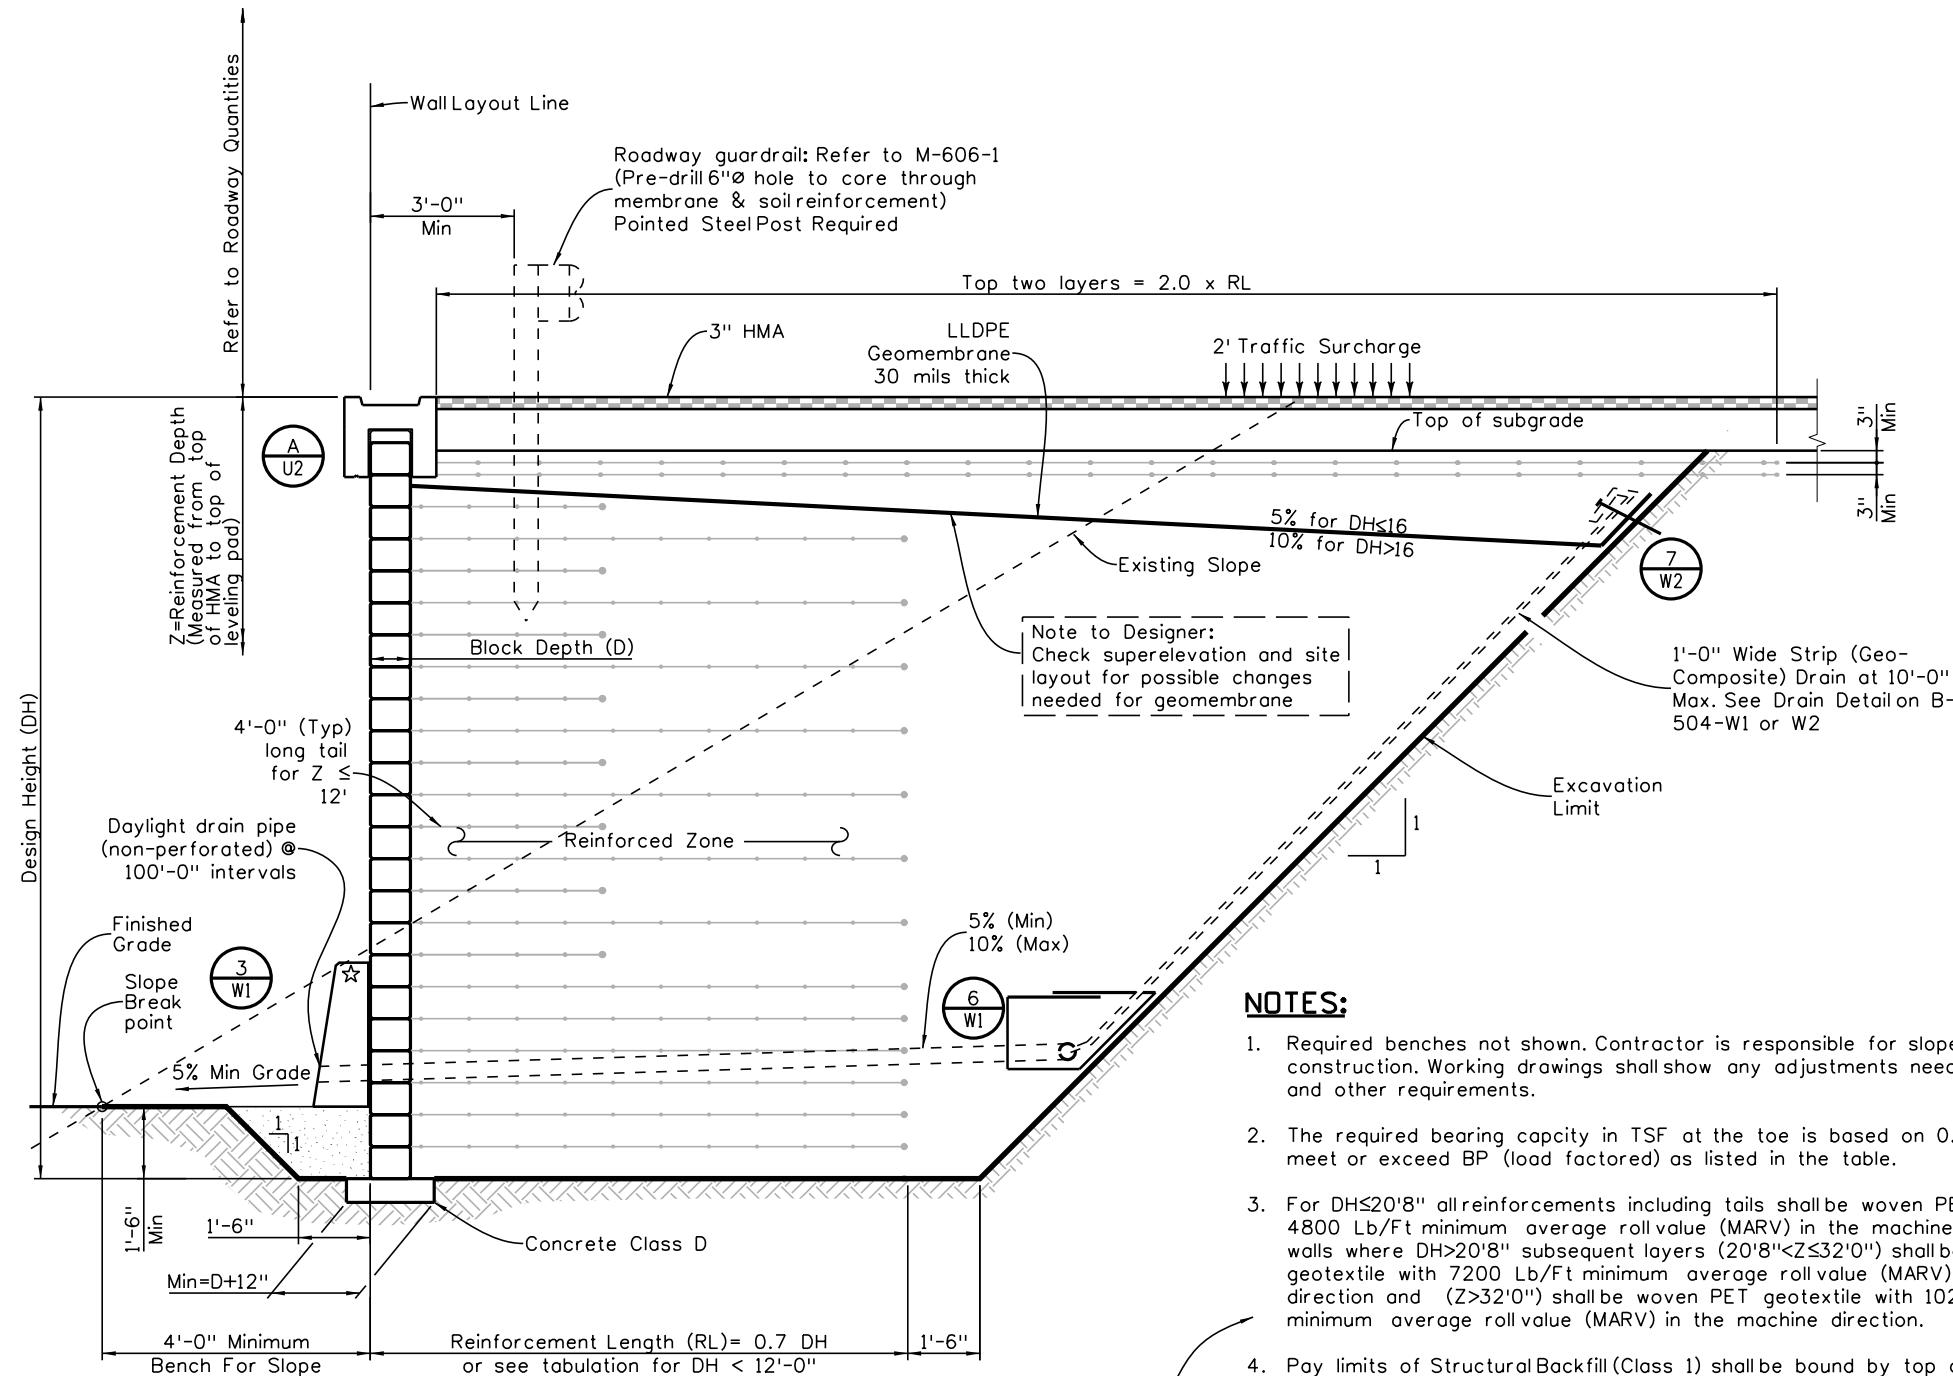 Refer to Roadway Quantities
Wall Layout Line
Roadway guardrail: Refer to M-606-1
(Pre-drill 6"Ø hole to core through
membrane & soil reinforcement)
Pointed Steel Post Required
3'-0"
Min
Top two layers = 2.0 x RL
3" HMA
LLDPE
Geomembrane
30 mils thick
2' Traffic Surcharge
Top of subgrade
3"
Min
3"
Min
A
U2
Z=Reinforcement Depth
(Measured from top
of HMA to top of
leveling pad)
5% for DH≤16
10% for DH>16
Existing Slope
7
W2
Note to Designer:
Check superelevation and site
layout for possible changes
needed for geomembrane
Block Depth (D)
1'-0" Wide Strip (Geo-
Composite) Drain at 10'-0"
Max. See Drain Detail on B-
504-W1 or W2
Design Height (DH)
4'-0" (Typ)
long tail
for Z ≤
12'
Excavation
Limit
1
1
Daylight drain pipe
(non-perforated) @
100'-0" intervals
Reinforced Zone
Finished
Grade
3
W1
☆
Slope
Break
point
5% (Min)
10% (Max)
6
W1
5% Min Grade
1
1
1'-6"
Min
1'-6"
Concrete Class D
Min=D+12"
4'-0" Minimum
Bench For Slope
Reinforcement Length (RL)= 0.7 DH
or see tabulation for DH < 12'-0"
1'-6"
NOTES:
1. Required benches not shown. Contractor is responsible for slope
construction. Working drawings shall show any adjustments
and other requirements.
2. The required bearing capcity in TSF at the toe is based on 0.
meet or exceed BP (load factored) as listed in the table.
3. For DH≤20'8" all reinforcements including tails shall be woven
4800 Lb/Ft minimum average roll value (MARV) in the machine
walls where DH>20'8" subsequent layers (20'8"<Z≤32'0") shall
geotextile with 7200 Lb/Ft minimum average roll value (MARV)
direction and (Z>32'0") shall be woven PET geotextile with 102
minimum average roll value (MARV) in the machine direction.
4. Pay limits of Structural Backfill (Class 1) shall be bound by top